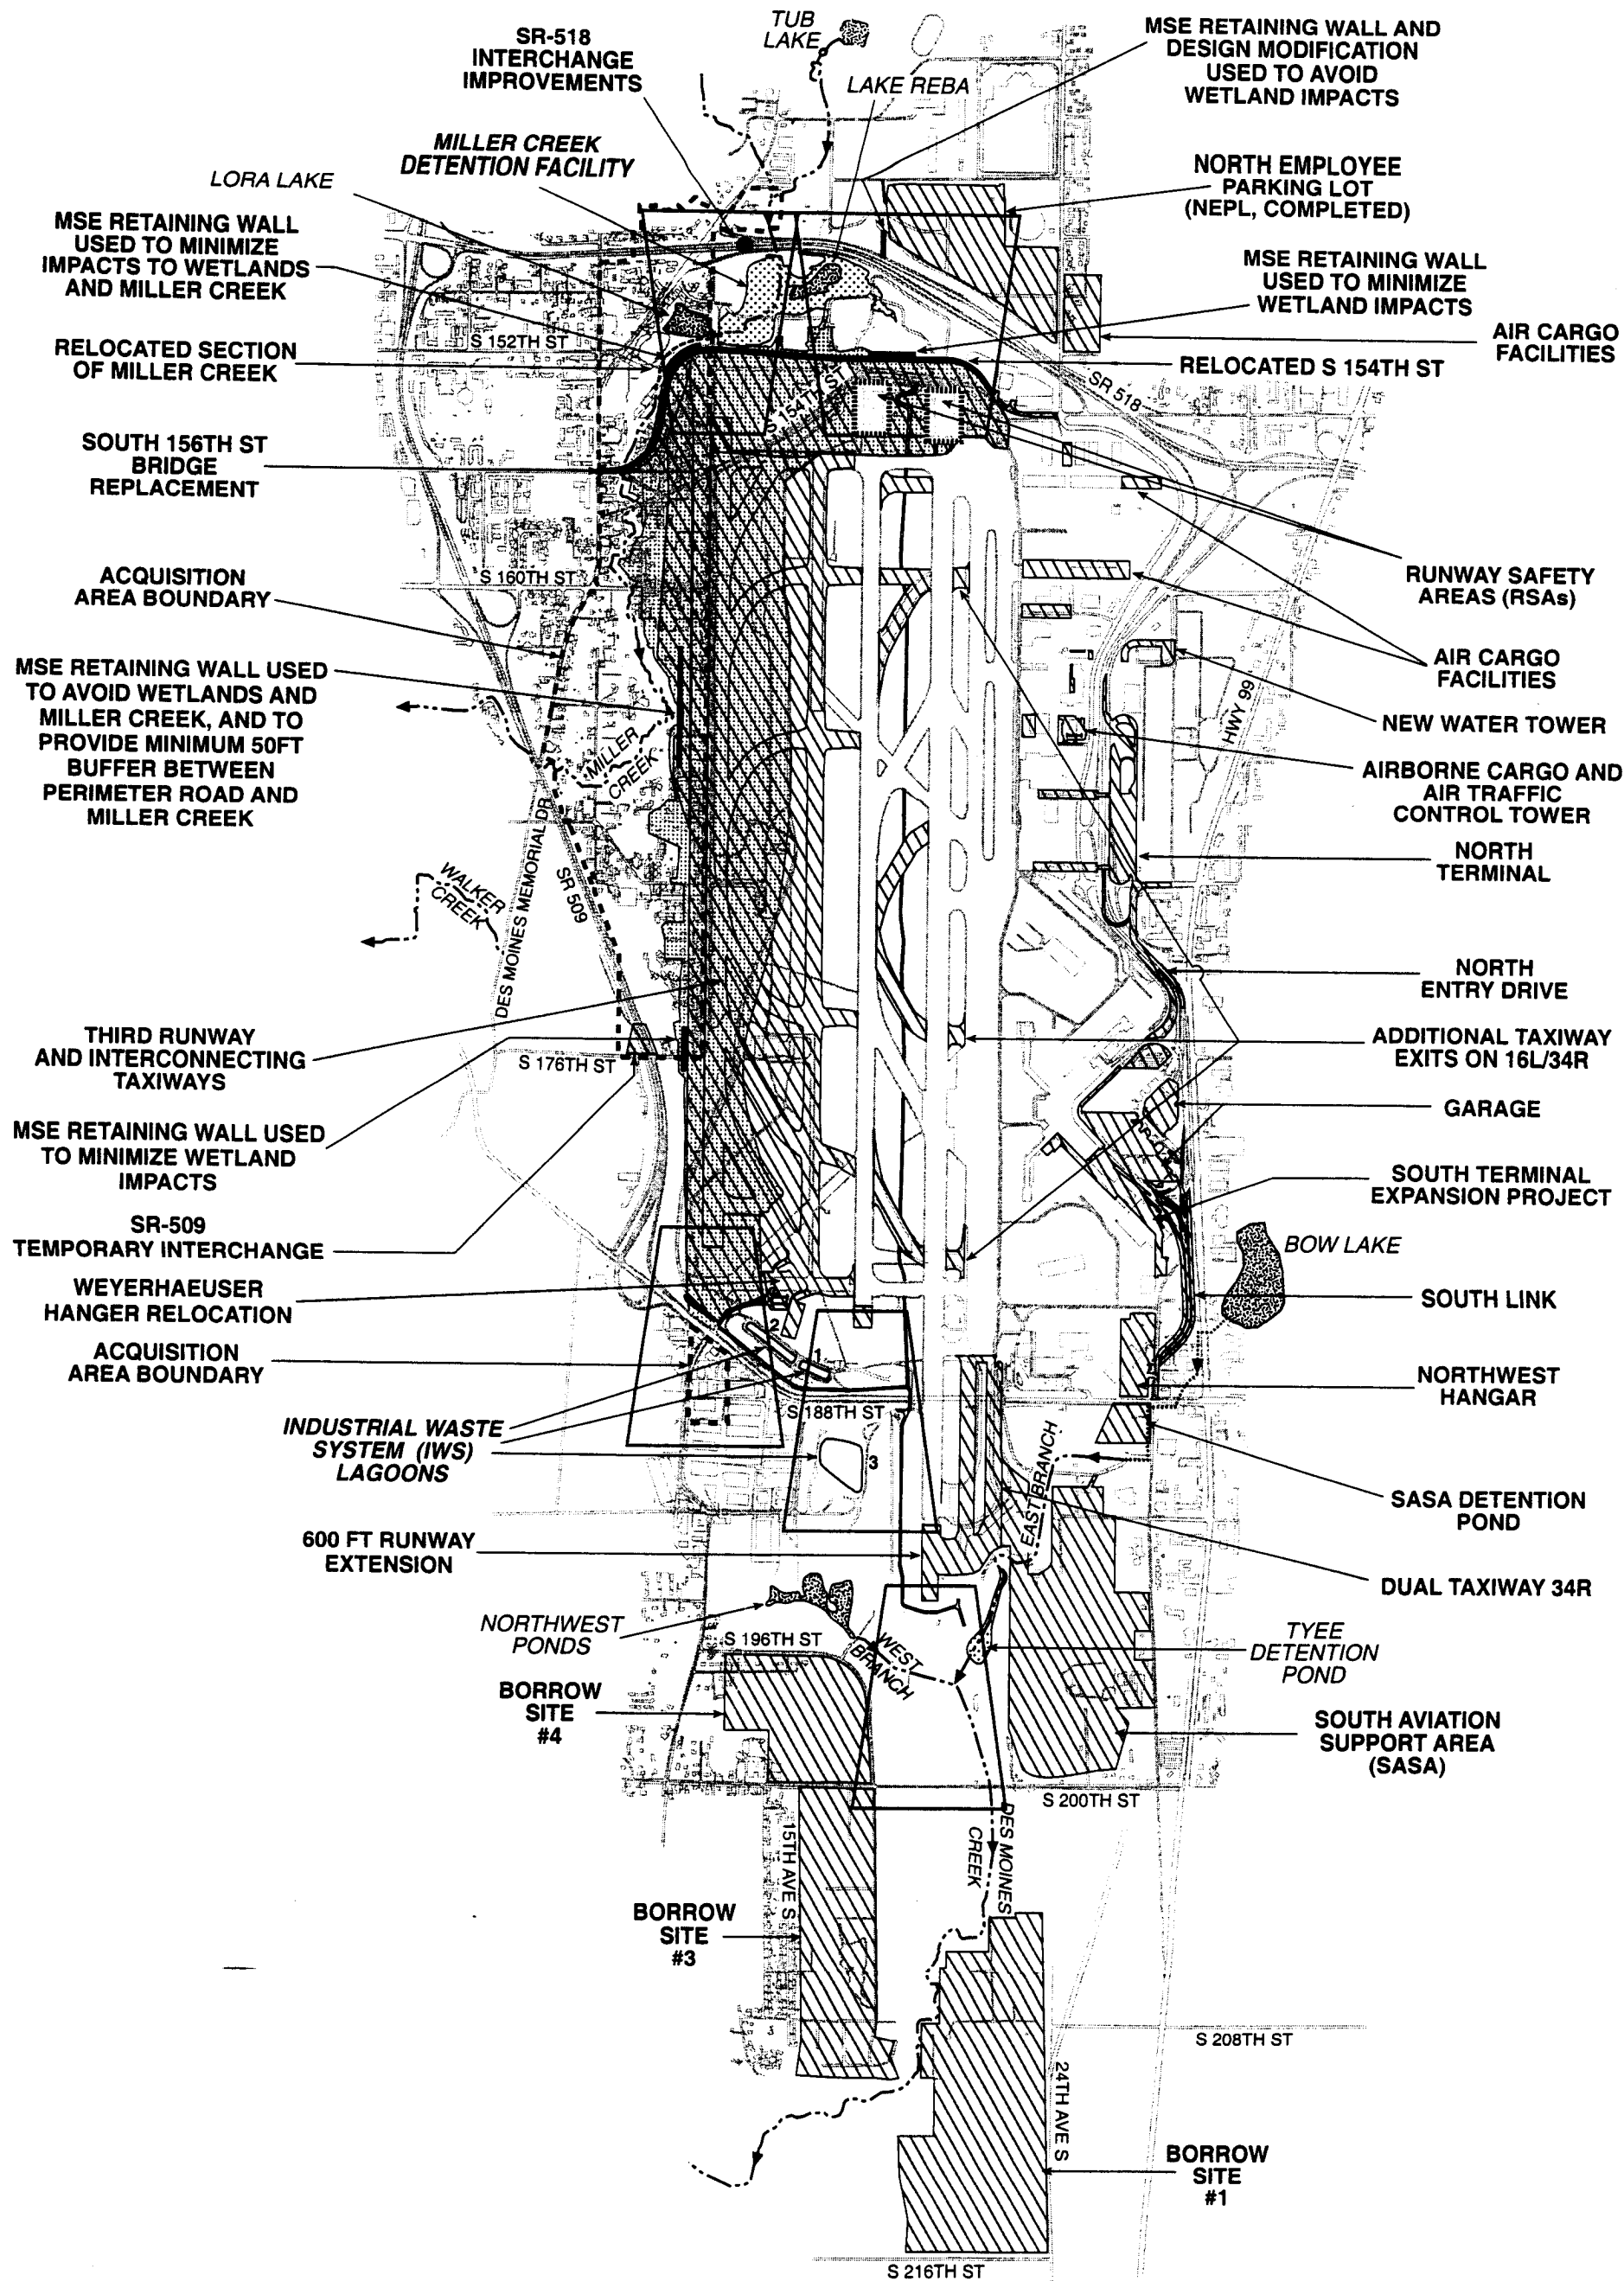 TUB
LAKE
SR-518
INTERCHANGE
IMPROVEMENTS
LAKE REBA
MSE RETAINING WALL AND
DESIGN MODIFICATION
USED TO AVOID
WETLAND IMPACTS
MILLER CREEK
DETENTION FACILITY
LORA LAKE
NORTH EMPLOYEE
PARKING LOT
(NEPL, COMPLETED)
MSE RETAINING WALL
USED TO MINIMIZE
IMPACTS TO WETLANDS
AND MILLER CREEK
MSE RETAINING WALL
USED TO MINIMIZE
WETLAND IMPACTS
AIR CARGO
FACILITIES
S 152TH ST
RELOCATED SECTION
OF MILLER CREEK
RELOCATED S 154TH ST
SR 518
S 154TH ST
SOUTH 156TH ST
BRIDGE
REPLACEMENT
RUNWAY SAFETY
AREAS (RSAs)
S 160TH ST
ACQUISITION
AREA BOUNDARY
AIR CARGO
FACILITIES
MSE RETAINING WALL USED
TO AVOID WETLANDS AND
MILLER CREEK, AND TO
PROVIDE MINIMUM 50FT
BUFFER BETWEEN
PERIMETER ROAD AND
MILLER CREEK
HWY 99
NEW WATER TOWER
MILLER
CREEK
AIRBORNE CARGO AND
AIR TRAFFIC
CONTROL TOWER
NORTH
TERMINAL
DES MOINES MEMORIAL DR
SR 509
WALKER
CREEK
NORTH
ENTRY DRIVE
THIRD RUNWAY
AND INTERCONNECTING
TAXIWAYS
S 176TH ST
ADDITIONAL TAXIWAY
EXITS ON 16L/34R
GARAGE
MSE RETAINING WALL USED
TO MINIMIZE WETLAND
IMPACTS
SOUTH TERMINAL
EXPANSION PROJECT
SR-509
TEMPORARY INTERCHANGE
BOW LAKE
WEYERHAEUSER
HANGER RELOCATION
SOUTH LINK
2
1
ACQUISITION
AREA BOUNDARY
NORTHWEST
HANGAR
S 188TH ST
INDUSTRIAL WASTE
SYSTEM (IWS)
LAGOONS
3
EAST BRANCH
SASA DETENTION
POND
600 FT RUNWAY
EXTENSION
DUAL TAXIWAY 34R
NORTHWEST
PONDS
S 196TH ST
WEST
BRANCH
TYEE
DETENTION
POND
BORROW
SITE
#4
SOUTH AVIATION
SUPPORT AREA
(SASA)
S 200TH ST
15TH AVE S
DES MOINES
CREEK
BORROW
SITE
#3
S 208TH ST
24TH AVE S
BORROW
SITE
#1
S 216TH ST